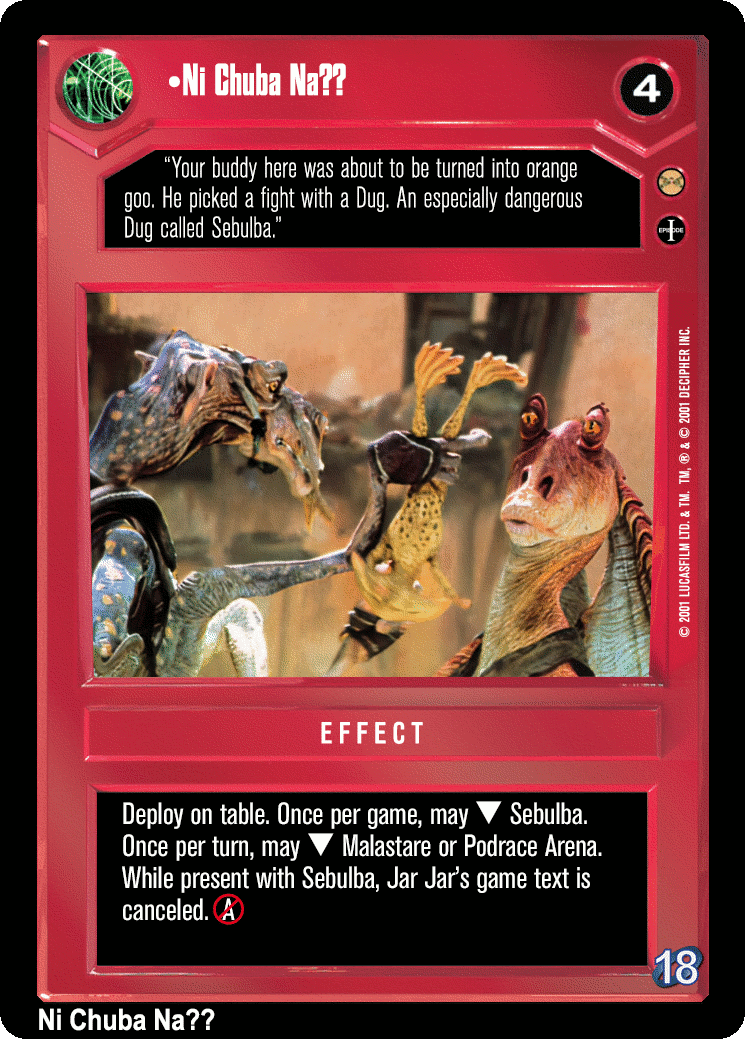 •Ni Chuba Na??
4
“Your buddy here was about to be turned into orange
goo. He picked a fight with a Dug. An especially dangerous
Dug called Sebulba.”
EPISODE I
© 2001 LUCASFILM LTD. & TM. TM, ® & © 2001 DECIPHER INC.
EFFECT
Deploy on table. Once per game, may ▼ Sebulba.
Once per turn, may ▼ Malastare or Podrace Arena.
While present with Sebulba, Jar Jar’s game text is
canceled. A
18
Ni Chuba Na??